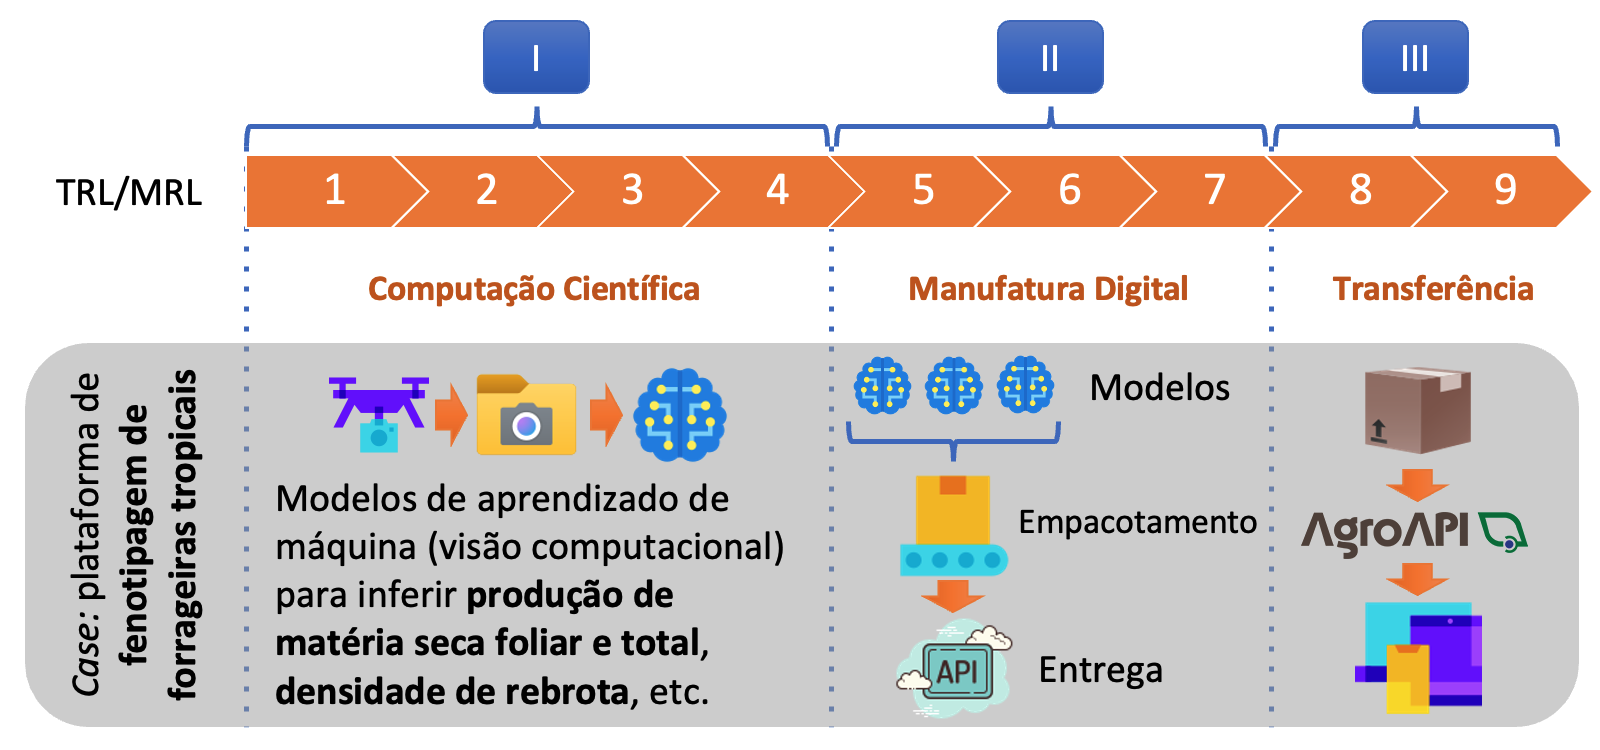 I
II
III
TRL/MRL
1 2 3 4 5 6 7 8 9
Computação Científica
Manufatura Digital
Transferência
Case: plataforma de
fenotipagem de
forrageiras tropicais
Modelos de aprendizado de
máquina (visão computacional)
para inferir produção de
matéria seca foliar e total,
densidade de rebrota, etc.
Modelos
Empacotamento
API
Entrega
AgroAPI